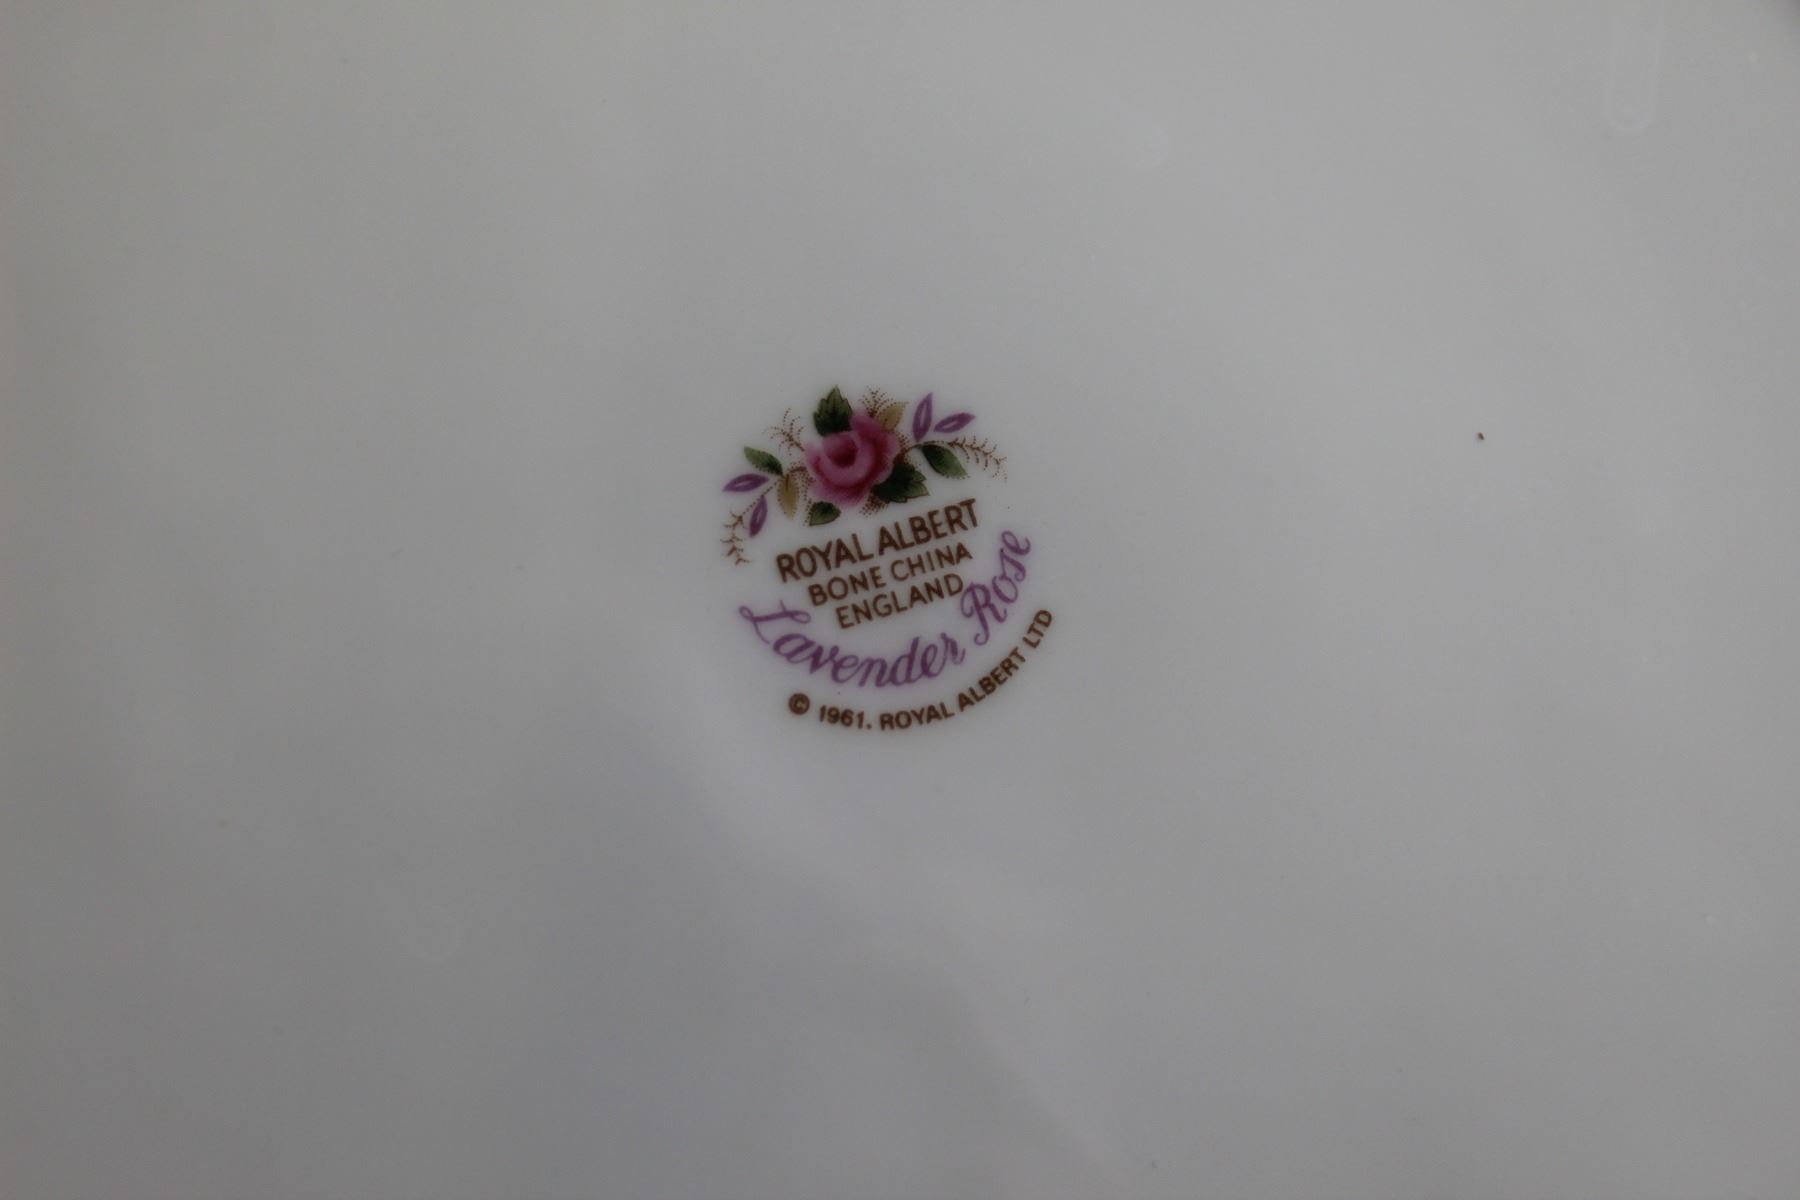 ROYAL ALBERT
BONE CHINA
ENGLAND
Lavender Rose
© 1961. ROYAL ALBERT LTD